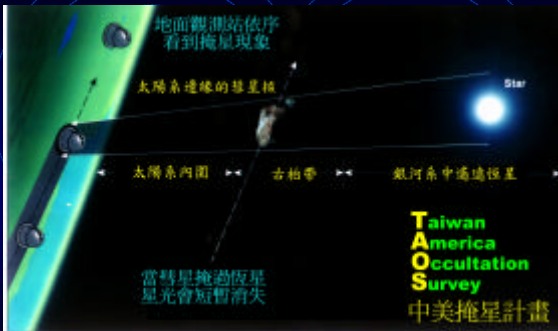 地面觀測站依序
看到掩星現象
太陽系邊緣的彗星核
Star
太陽系內圍
古柏帶
銀河系中遙遠恆星
當彗星掩過恆星
星光會短暫消失
Taiwan
America
Occultation
Survey
中美掩星計畫